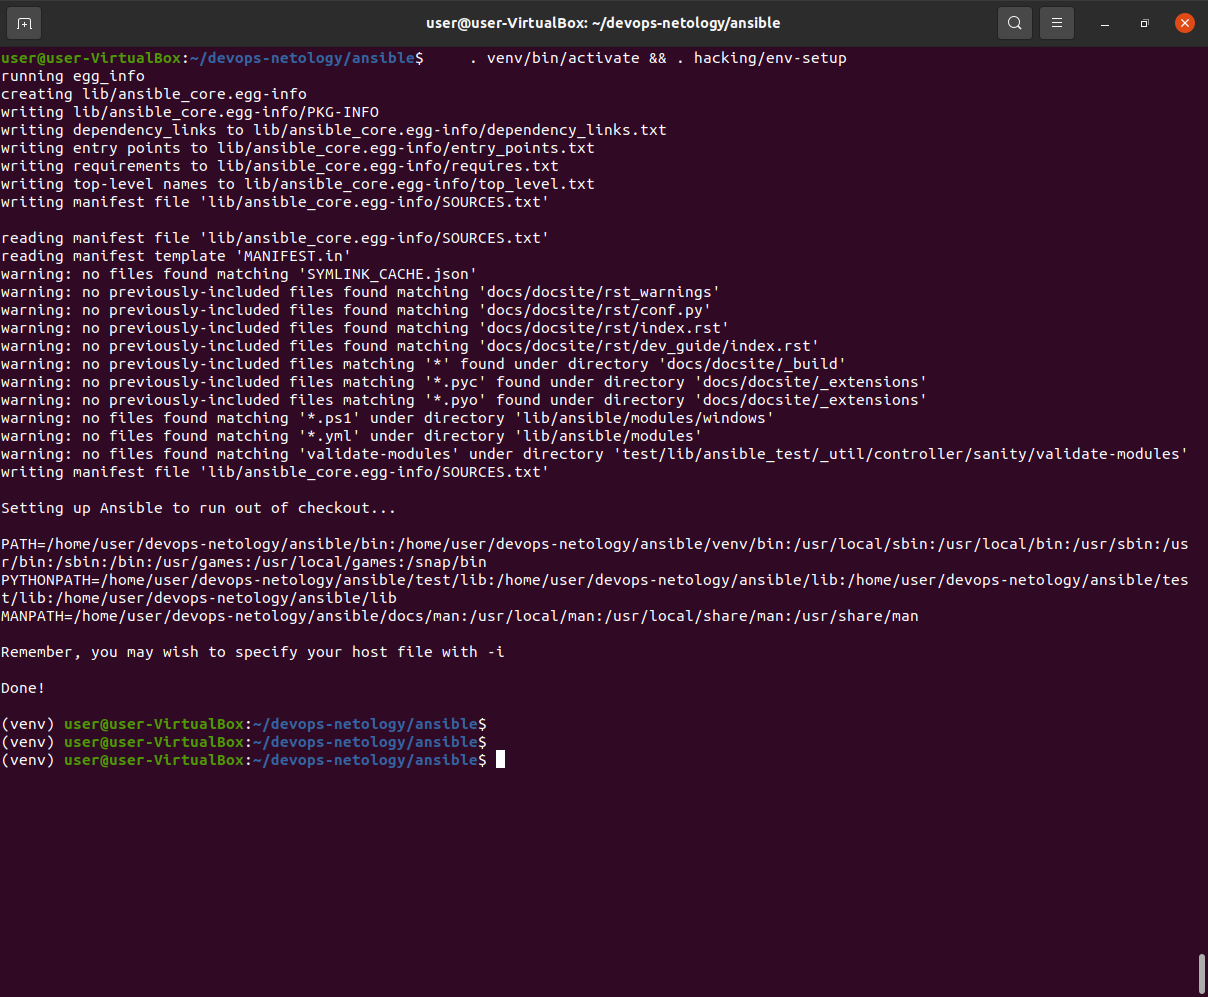 user@user-VirtualBox: ~/devops-netology/ansible
user@user-VirtualBox:~/devops-netology/ansible$     . venv/bin/activate && . hacking/env-setup
running egg_info
creating lib/ansible_core.egg-info
writing lib/ansible_core.egg-info/PKG-INFO
writing dependency_links to lib/ansible_core.egg-info/dependency_links.txt
writing entry points to lib/ansible_core.egg-info/entry_points.txt
writing requirements to lib/ansible_core.egg-info/requires.txt
writing top-level names to lib/ansible_core.egg-info/top_level.txt
writing manifest file 'lib/ansible_core.egg-info/SOURCES.txt'
reading manifest file 'lib/ansible_core.egg-info/SOURCES.txt'
reading manifest template 'MANIFEST.in'
warning: no files found matching 'SYMLINK_CACHE.json'
warning: no previously-included files found matching 'docs/docsite/rst_warnings'
warning: no previously-included files found matching 'docs/docsite/rst/conf.py'
warning: no previously-included files found matching 'docs/docsite/rst/index.rst'
warning: no previously-included files found matching 'docs/docsite/rst/dev_guide/index.rst'
warning: no previously-included files matching '*' found under directory 'docs/docsite/_build'
warning: no previously-included files matching '*.pyc' found under directory 'docs/docsite/_extensions'
warning: no previously-included files matching '*.pyo' found under directory 'docs/docsite/_extensions'
warning: no files found matching '*.ps1' under directory 'lib/ansible/modules/windows'
warning: no files found matching '*.yml' under directory 'lib/ansible/modules'
warning: no files found matching 'validate-modules' under directory 'test/lib/ansible_test/_util/controller/sanity/validate-modules'
writing manifest file 'lib/ansible_core.egg-info/SOURCES.txt'
Setting up Ansible to run out of checkout...
PATH=/home/user/devops-netology/ansible/bin:/home/user/devops-netology/ansible/venv/bin:/usr/local/sbin:/usr/local/bin:/usr/sbin:/us
r/bin:/sbin:/bin:/usr/games:/usr/local/games:/snap/bin
PYTHONPATH=/home/user/devops-netology/ansible/test/lib:/home/user/devops-netology/ansible/lib:/home/user/devops-netology/ansible/tes
t/lib:/home/user/devops-netology/ansible/lib
MANPATH=/home/user/devops-netology/ansible/docs/man:/usr/local/man:/usr/local/share/man:/usr/share/man
Remember, you may wish to specify your host file with -i
Done!
(venv) user@user-VirtualBox:~/devops-netology/ansible$
(venv) user@user-VirtualBox:~/devops-netology/ansible$
(venv) user@user-VirtualBox:~/devops-netology/ansible$